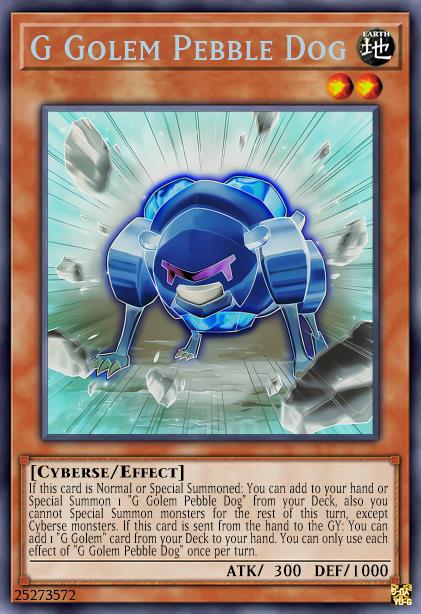 G Golem Pebble Dog
EARTH
地
[Cyberse/Effect]
If this card is Normal or Special Summoned: You can add to your hand or
Special Summon 1 "G Golem Pebble Dog" from your Deck, also you
cannot Special Summon monsters for the rest of this turn, except
Cyberse monsters. If this card is sent from the hand to the GY: You can
add 1 "G Golem" card from your Deck to your hand. You can only use each
effect of "G Golem Pebble Dog" once per turn.
ATK/ 300 DEF/1000
25273572